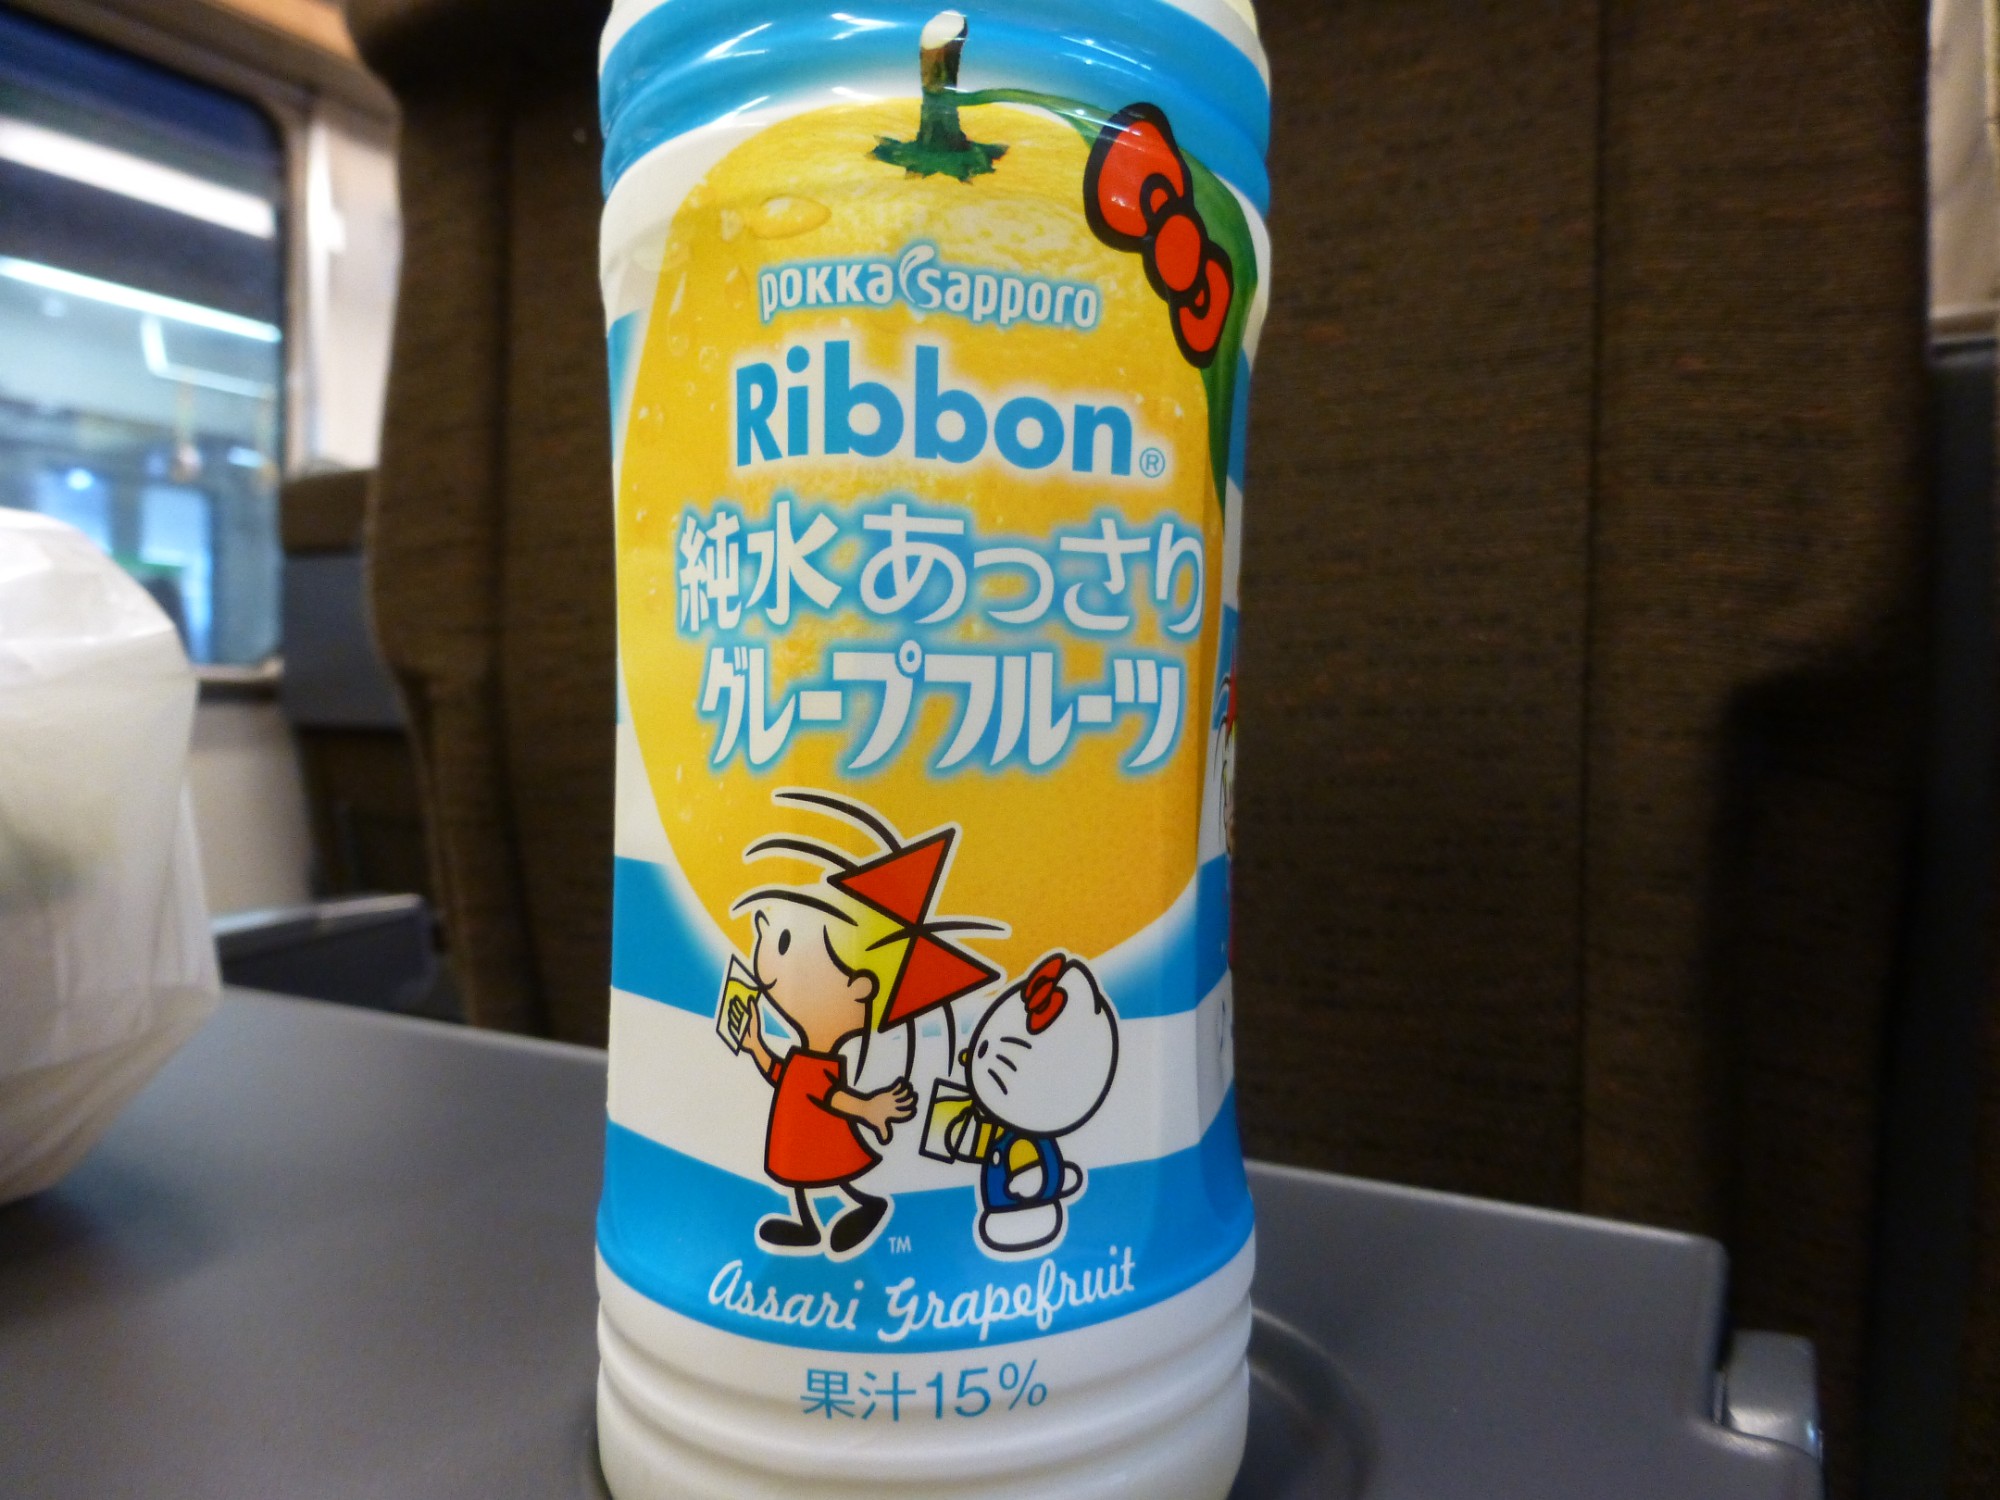 POKKA SAPPORO
Ribbon®
純水 あっさり
グレープフルーツ
TM
Assari Grapefruit
果汁15%